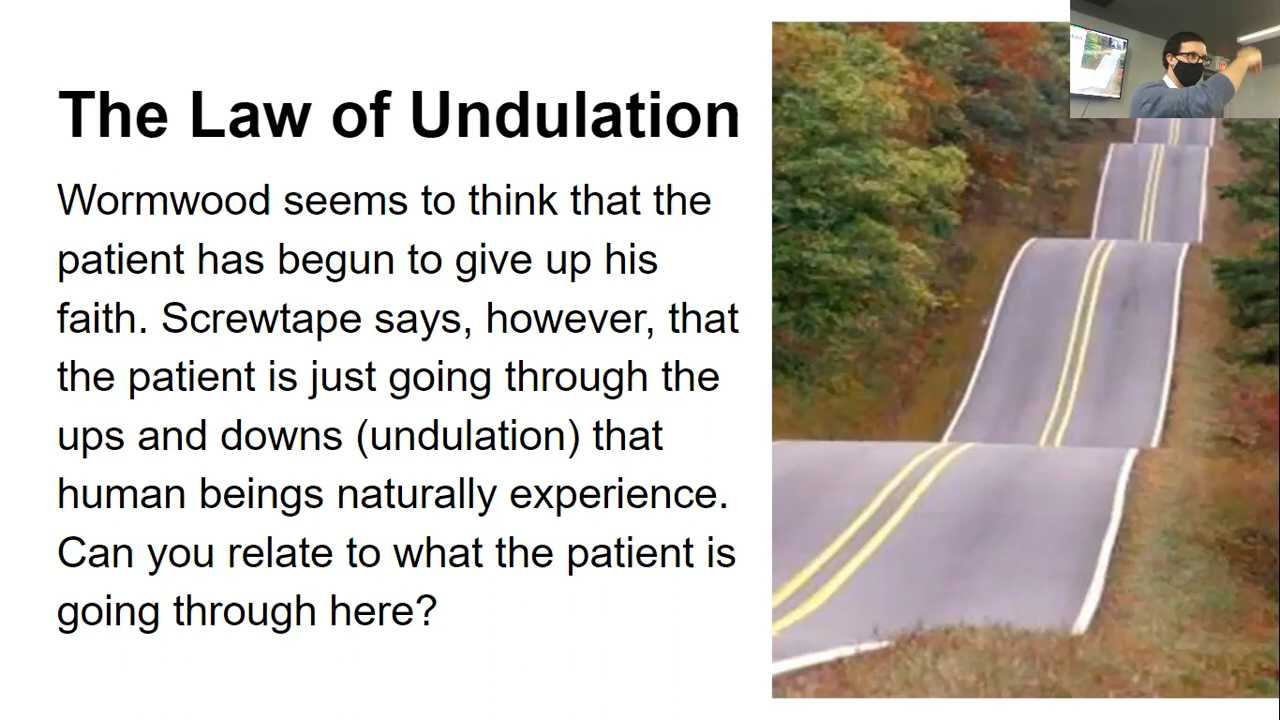 The Law of Undulation
Wormwood seems to think that the
patient has begun to give up his
faith. Screwtape says, however, that
the patient is just going through the
ups and downs (undulation) that
human beings naturally experience.
Can you relate to what the patient is
going through here?